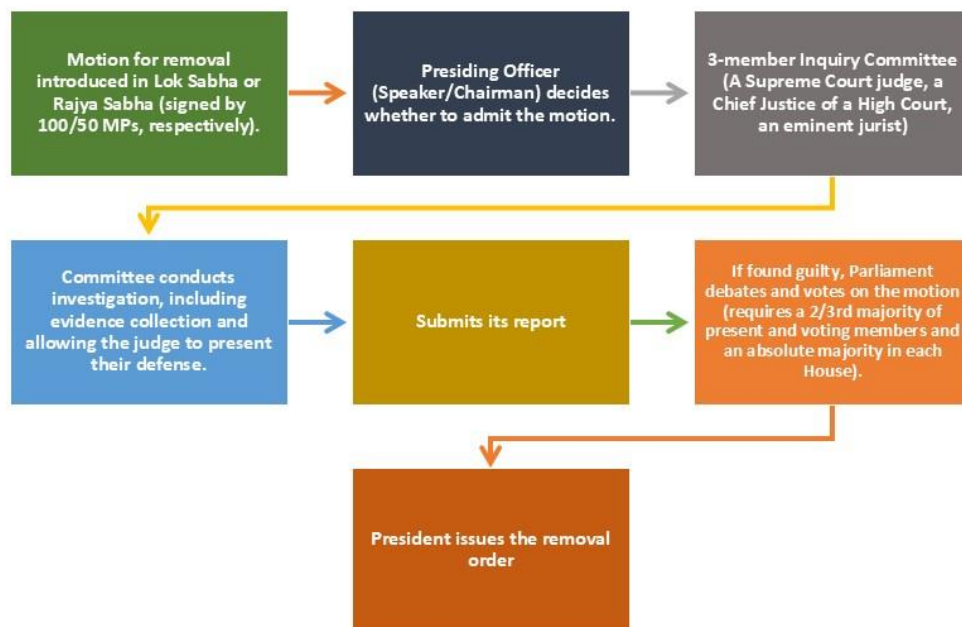 Motion for removal
introduced in Lok Sabha or
Rajya Sabha (signed by
100/50 MPs, respectively).
Presiding Officer
(Speaker/Chairman) decides
whether to admit the motion.
3-member Inquiry Committee
(A Supreme Court judge, a
Chief Justice of a High Court,
an eminent jurist)
Committee conducts
investigation, including
evidence collection and
allowing the judge to present
their defense.
Submits its report
If found guilty, Parliament
debates and votes on the motion
(requires a 2/3rd majority of
present and voting members and
an absolute majority in each
House).
President issues the removal
order